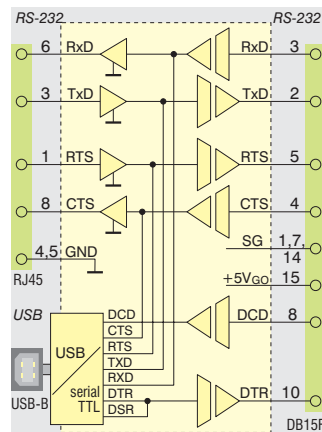 RS-232 RS-232
6 RxD RxD 3
3 TxD TxD 2
1 RTS RTS 5
8 CTS CTS 4
SG 1,7,
14
4,5 GND
RJ45
+5VGO 15
USB
DCD DCD 8
CTS
RTS
USB
TXD
RXD
serial
TTL
DTR DTR 10
DSR
USB-B
DB15F